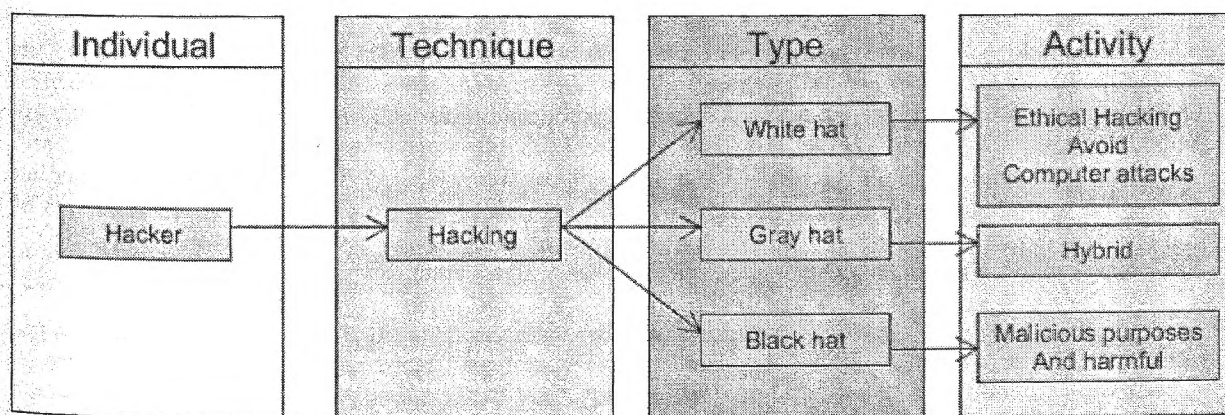 Individual
Technique
Type
Activity
Hacker
Hacking
White hat
Gray hat
Black hat
Ethical Hacking
Avoid
Computer attacks
Hybrid
Malicious purposes
And harmful